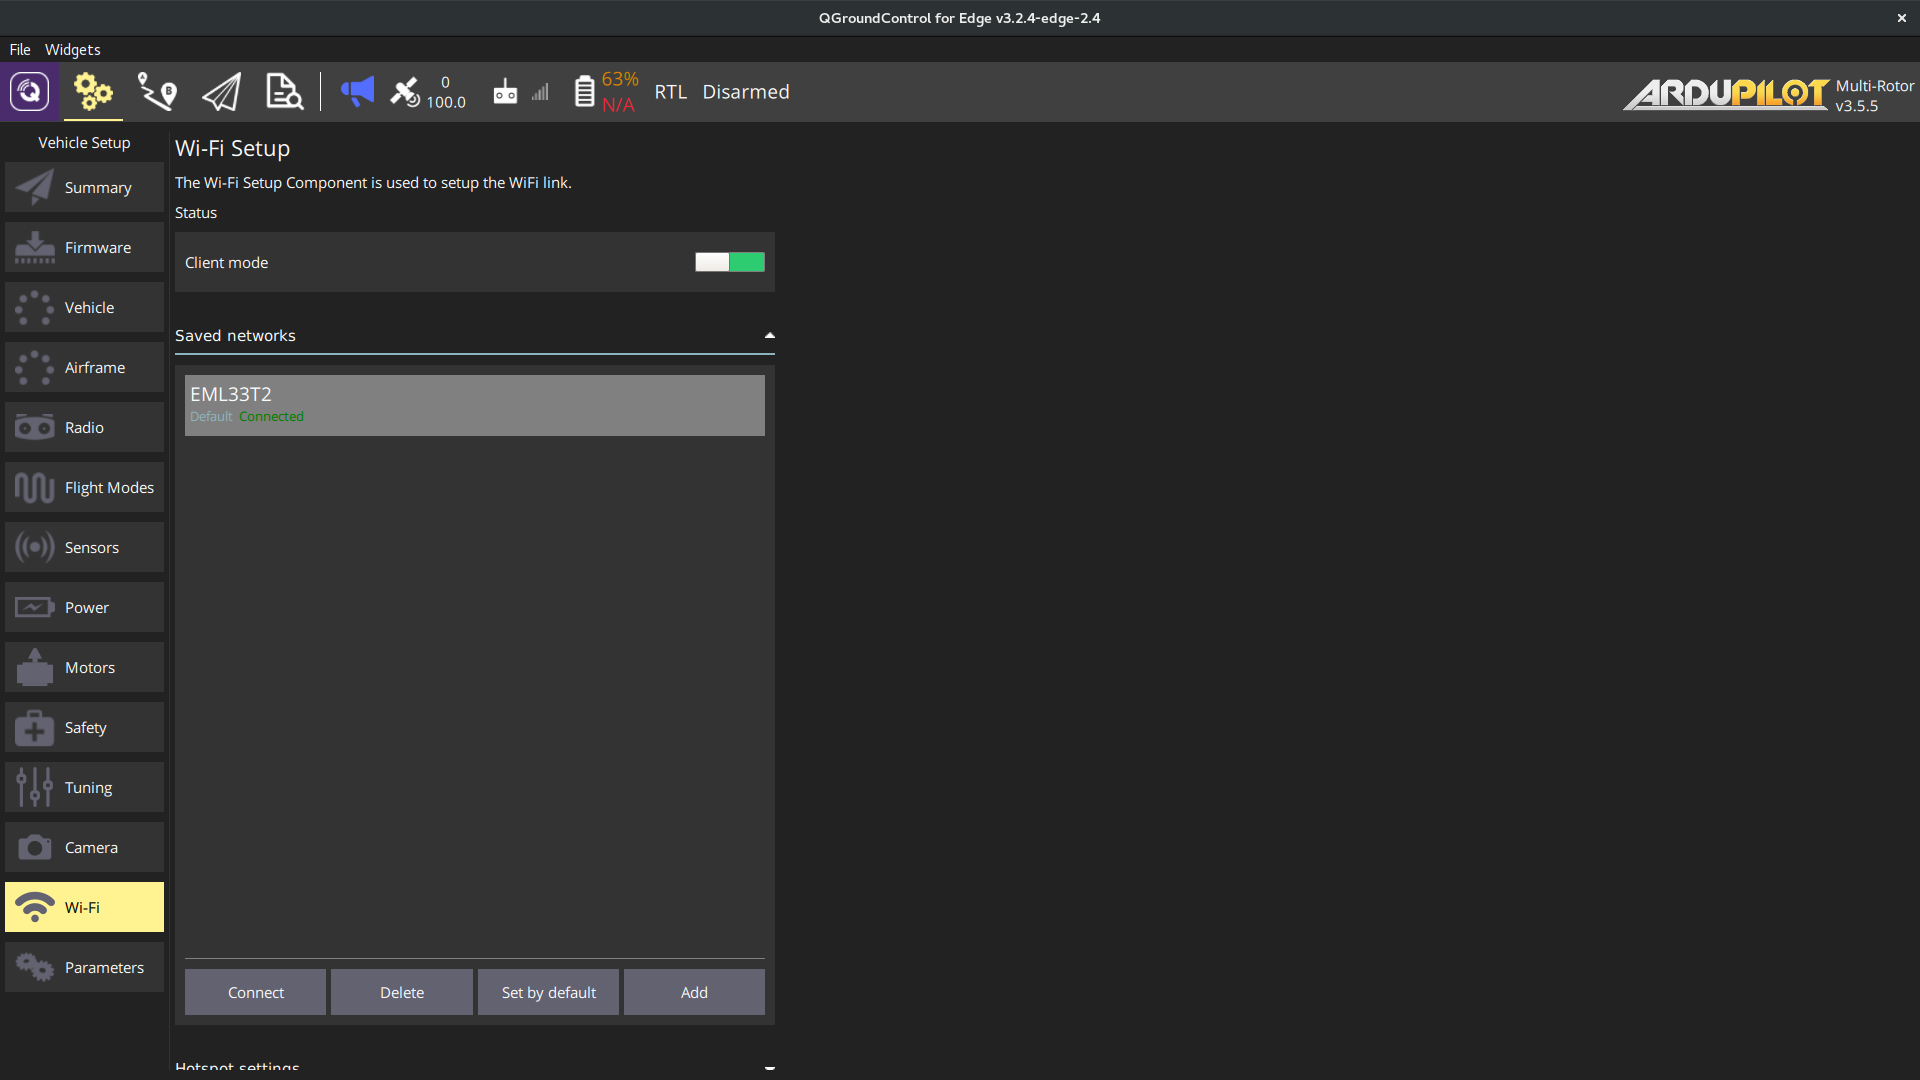 QGroundControl for Edge v3.2.4-edge-2.4
File Widgets
0
100.0
63%
N/A
RTL Disarmed
ARDUPILOT
Multi-Rotor
v3.5.5
Vehicle Setup
Summary
Firmware
Vehicle
Airframe
Radio
Flight Modes
Sensors
Power
Motors
Safety
Tuning
Camera
Wi-Fi
Parameters
Wi-Fi Setup
The Wi-Fi Setup Component is used to setup the WiFi link.
Status
Client mode
Saved networks
EML33T2
Default Connected
Connect Delete Set by default Add
Hotspot settings